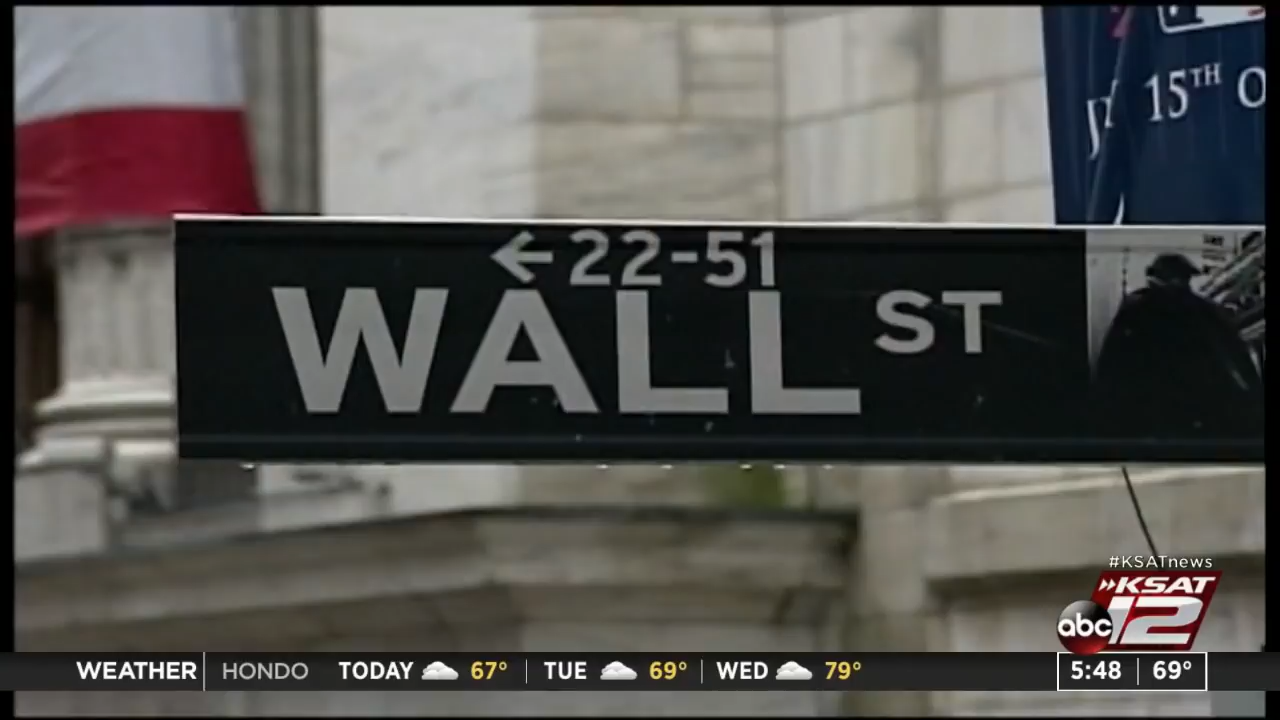 15TH
←22-51
WALL ST
#KSATnews
KSAT
abc 12
WEATHER HONDO TODAY 67° TUE 69° WED 79° 5:48 69°